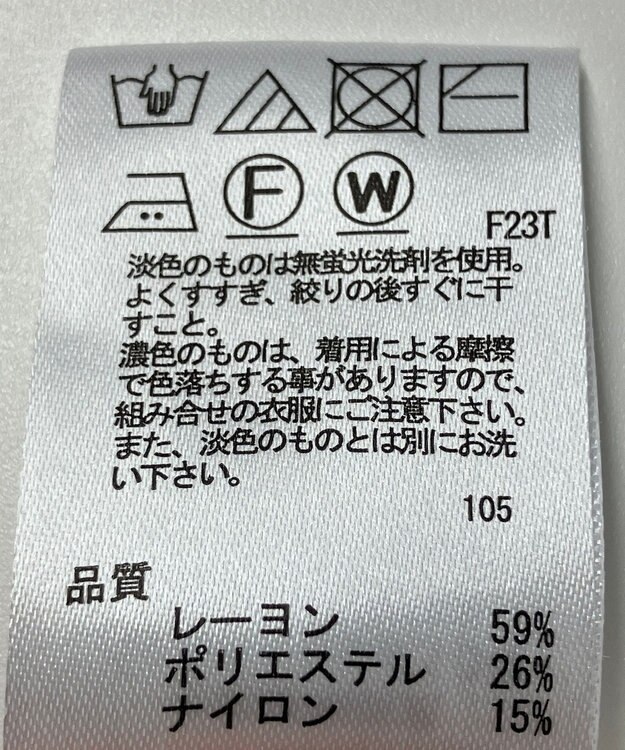 F W
F23T
淡色のものは無蛍光洗剤を使用。
よくすすぎ、絞りの後すぐに干
すこと。
濃色のものは、着用による摩擦
で色落ちする事がありますので、
組み合せの衣服にご注意下さい。
また、淡色のものとは別にお洗
い下さい。
105
品質
レーヨン 59%
ポリエステル 26%
ナイロン 15%